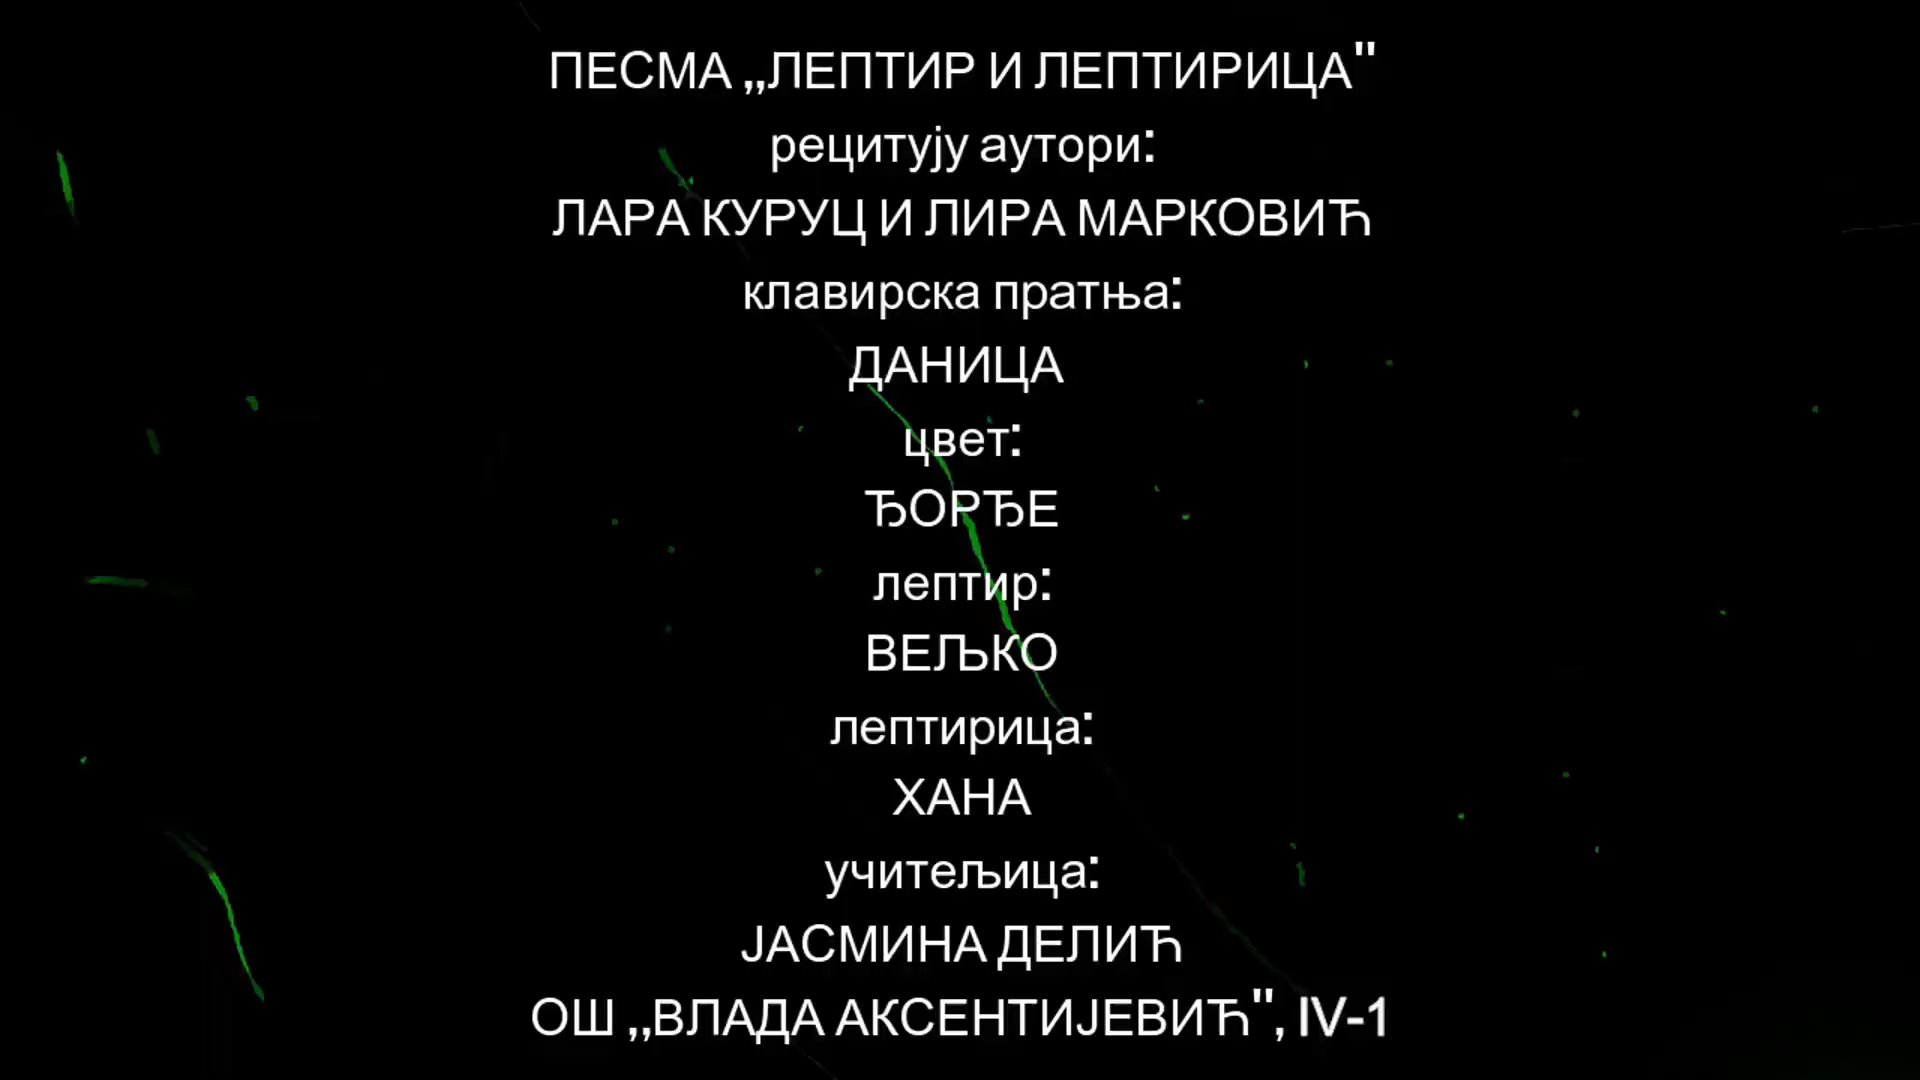 ПЕСМА ,,ЛЕПТИР И ЛЕПТИРИЦА"
рецитују аутори:
ЛАРА КУРУЦ И ЛИРА МАРКОВИЋ
клавирска пратња:
ДАНИЦА
цвет:
ЂОРЂЕ
лептир:
ВЕЉКО
лептирица:
ХАНА
учитељица:
ЈАСМИНА ДЕЛИЋ
ОШ ,,ВЛАДА АКСЕНТИЈЕВИЋ", IV-1